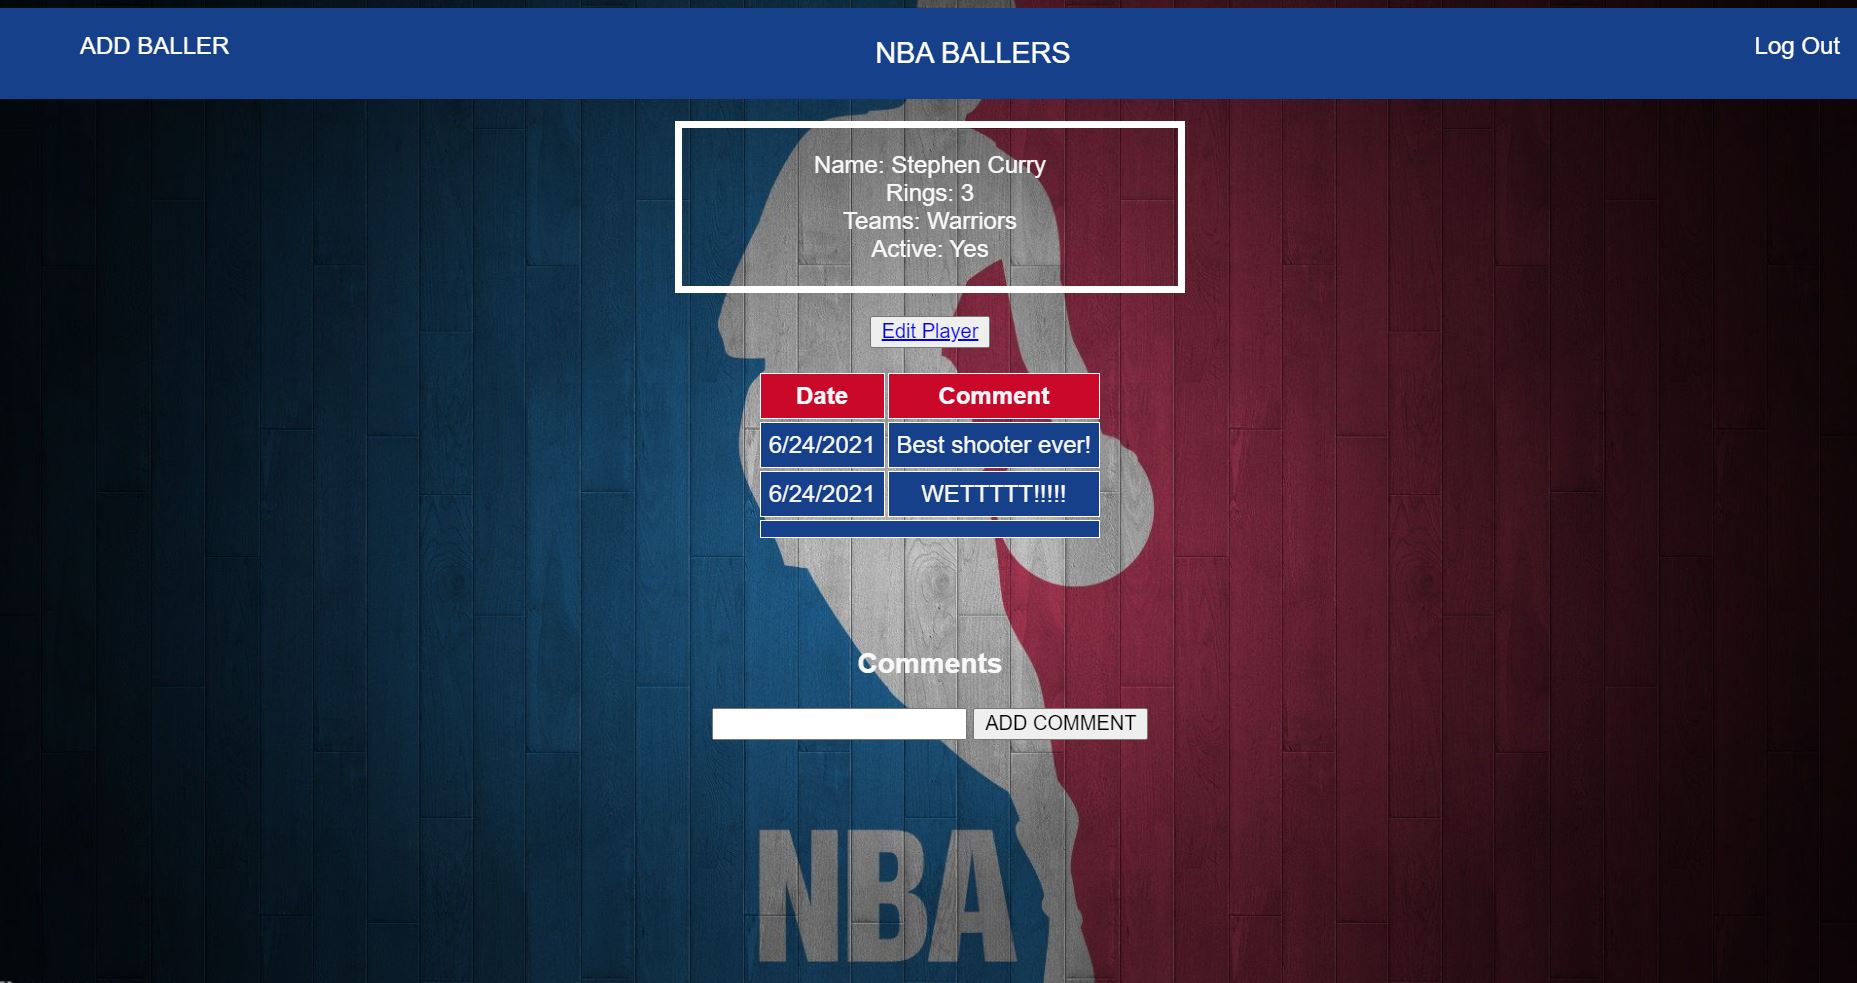 ADD BALLER
NBA BALLERS
Log Out
Name: Stephen Curry
Rings: 3
Teams: Warriors
Active: Yes
Edit Player
Date Comment
6/24/2021 Best shooter ever!
6/24/2021 WETTTTT!!!!!
Comments
ADD COMMENT
NBA